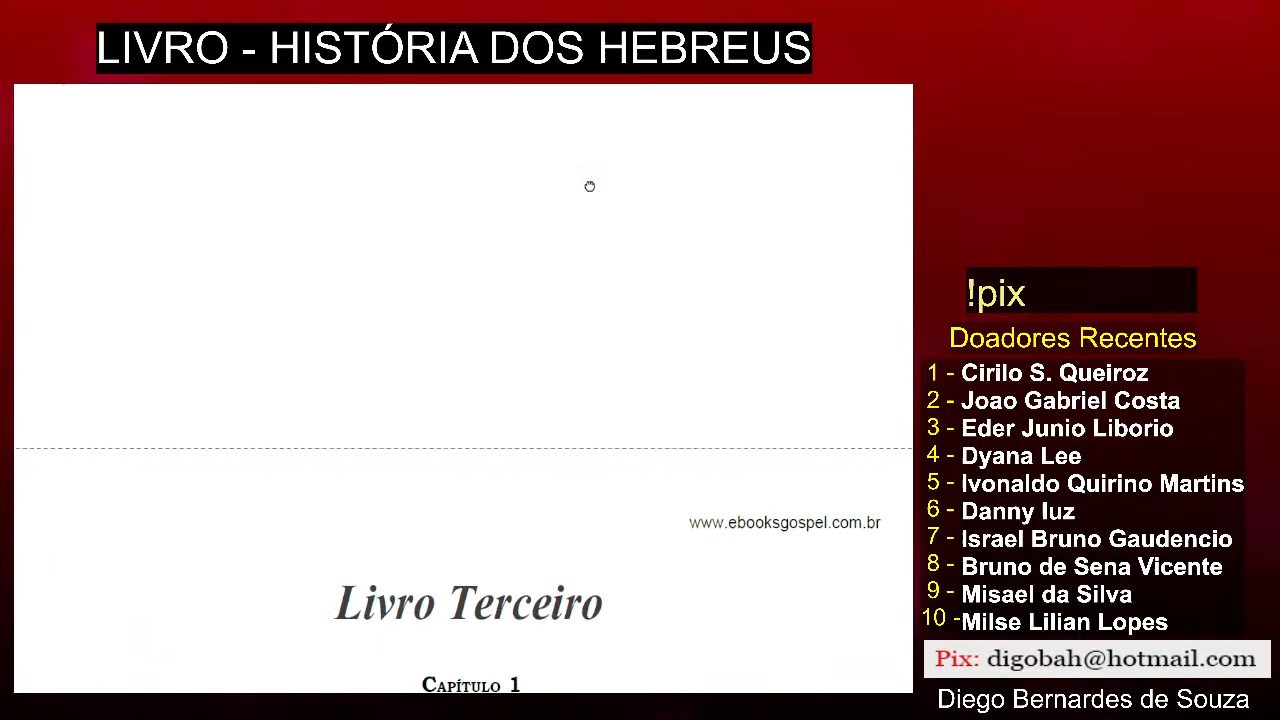 LIVRO - HISTÓRIA DOS HEBREUS
www.ebooksgospel.com.br
Livro Terceiro
CAPÍTULO 1
!pix
Doadores Recentes
1 - Cirilo S. Queiroz
2 - Joao Gabriel Costa
3 - Eder Junio Liborio
4 - Dyana Lee
5 - Ivonaldo Quirino Martins
6 - Danny luz
7 - Israel Bruno Gaudencio
8 - Bruno de Sena Vicente
9 - Misael da Silva
10 - Milse Lilian Lopes
Pix: digobah@hotmail.com
Diego Bernardes de Souza